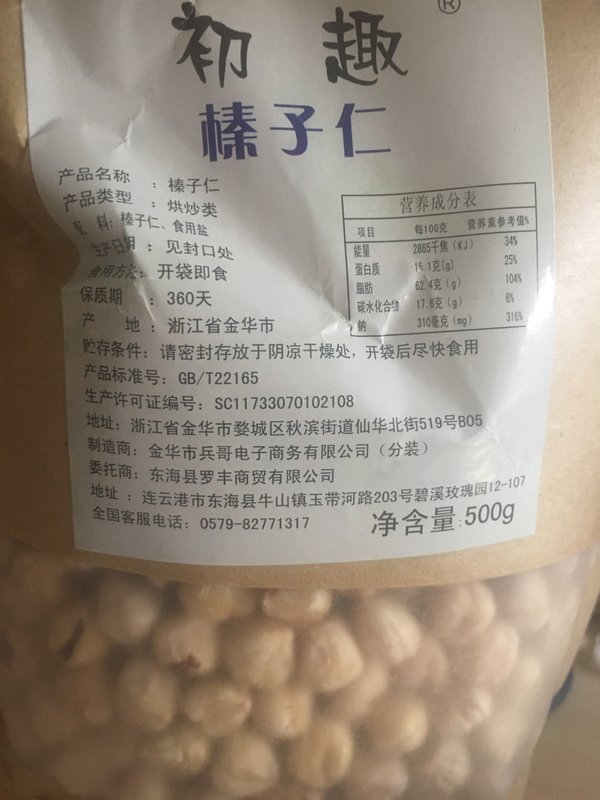 初趣®
榛子仁
产品名称 ：榛子仁
产品类型 ：烘炒类
料：榛子仁、食用盐
生产日期 ：见封口处
食用方法：开袋即食
保质期 ：360天
产 地 ：浙江省金华市
贮存条件：请密封存放于阴凉干燥处，开袋后尽快食用
产品标准号：GB/T22165
生产许可证编号：SC11733070102108
地址：浙江省金华市婺城区秋滨街道仙华北街519号B05
制造商：金华市兵哥电子商务有限公司（分装）
委托商：东海县罗丰商贸有限公司
地址 ：连云港市东海县牛山镇玉带河路203号碧溪玫瑰园12-107
全国客服电话：0579-82771317
净含量:500g
营养成分表
项目 每100克 营养素参考值%
能量 2865千焦（KJ） 34%
蛋白质 15.1克(g) 25%
脂肪 62.4克（g） 104%
碳水化合物 17.6克（g） 6%
钠 310毫克（mg） 316%